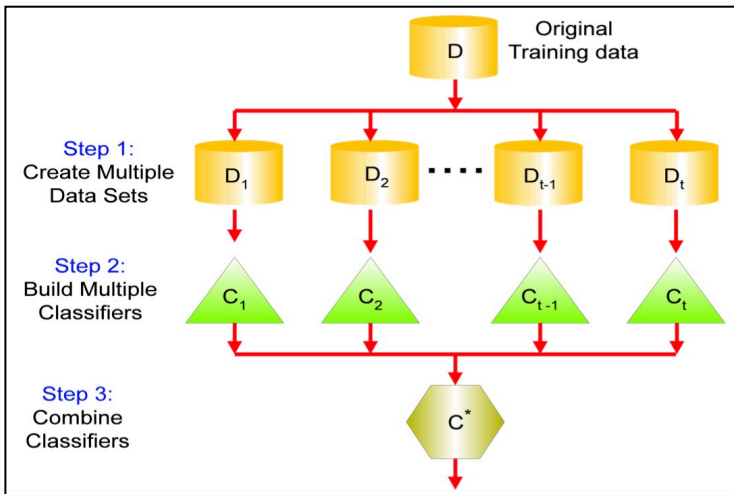 D
Original
Training data
Step 1:
Create Multiple
Data Sets
D₁
D₂
....
Dₜ₋₁
Dₜ
Step 2:
Build Multiple
Classifiers
C₁
C₂
Cₜ₋₁
Cₜ
Step 3:
Combine
Classifiers
C*